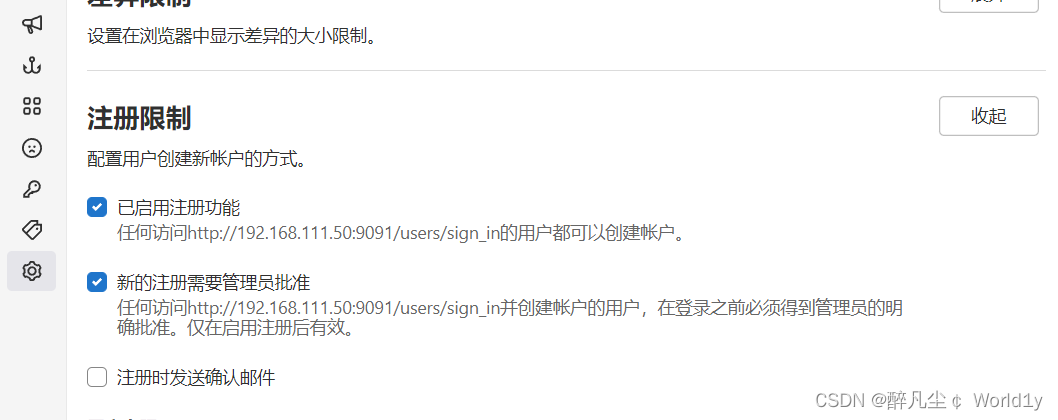 设置在浏览器中显示差异的大小限制。
注册限制
收起
配置用户创建新帐户的方式。
已启用注册功能
任何访问http://192.168.111.50:9091/users/sign_in的用户都可以创建帐户。
新的注册需要管理员批准
任何访问http://192.168.111.50:9091/users/sign_in并创建帐户的用户，在登录之前必须得到管理员的明
确批准。仅在启用注册后有效。
注册时发送确认邮件
CSDN @醉凡尘¢ World1y